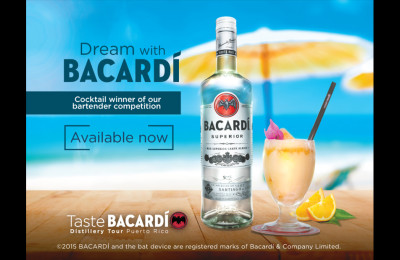 Dream with
BACARDÍ
Cocktail winner of our
bartender competition
Available now
BACARDÍ
SUPERIOR
Taste BACARDÍ
Distillery Tour Puerto Rico
©2015 BACARDÍ and the bat device are registered marks of Bacardi & Company Limited.